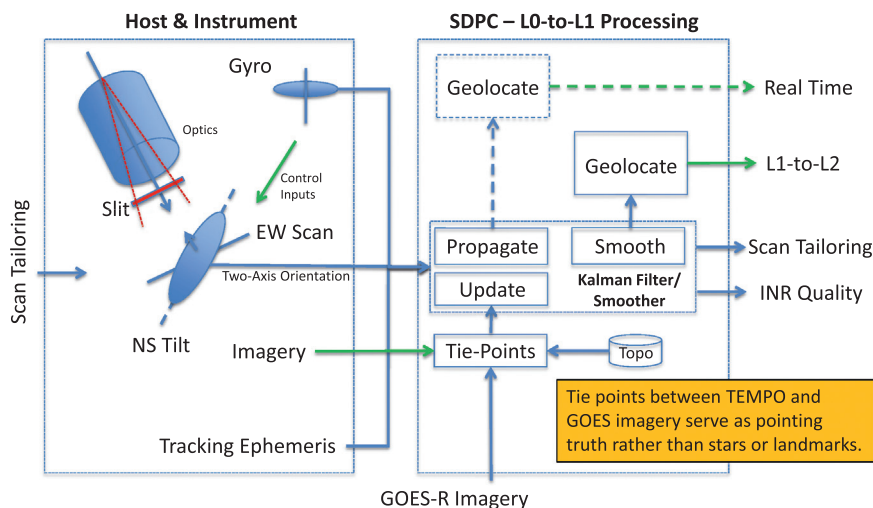 Host & Instrument
SDPC – L0-to-L1 Processing
Gyro
Optics
Control
Inputs
Slit
EW Scan
Two-Axis Orientation
NS Tilt
Scan Tailoring
Imagery
Tracking Ephemeris
Geolocate
Real Time
Geolocate
L1-to-L2
Propagate
Smooth
Scan Tailoring
Update
Kalman Filter/
Smoother
INR Quality
Tie-Points
Topo
Tie points between TEMPO and
GOES imagery serve as pointing
truth rather than stars or landmarks.
GOES-R Imagery